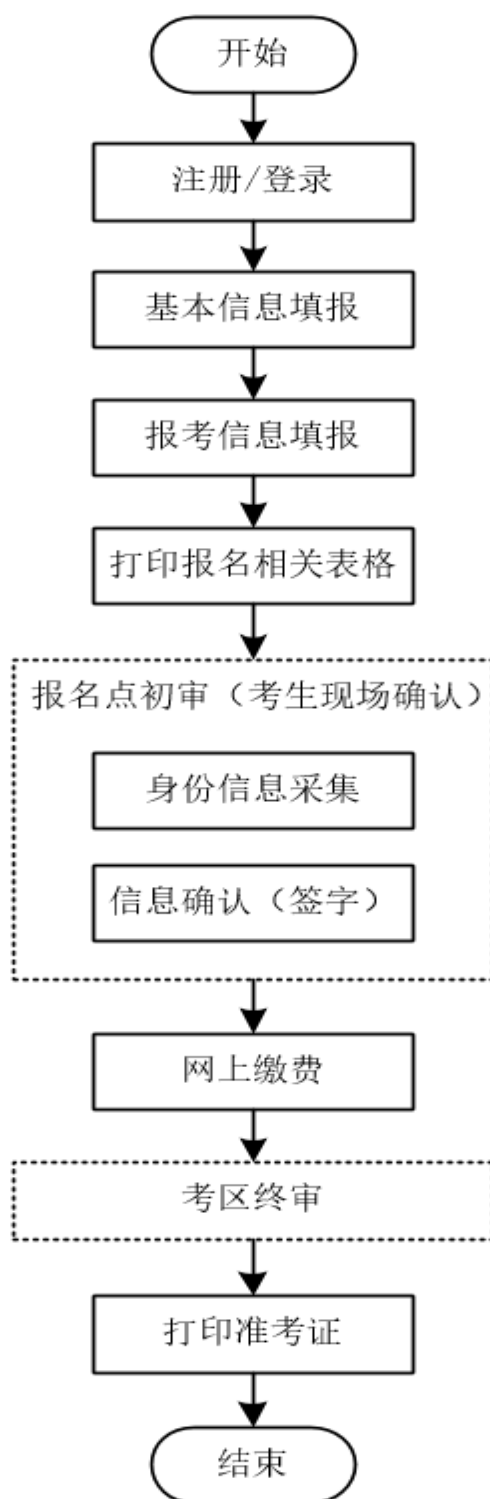 开始
注册/登录
基本信息填报
报考信息填报
打印报名相关表格
报名点初审（考生现场确认）
身份信息采集
信息确认（签字）
网上缴费
考区终审
打印准考证
结束